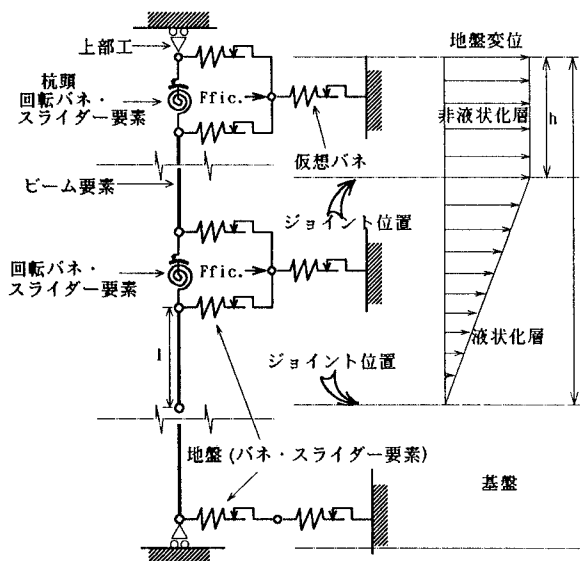 上部工
杭頭
回転バネ・
スライダー要素
Ffic.
仮想バネ
ビーム要素
ジョイント位置
回転バネ・
スライダー要素
Ffic.
l
ジョイント位置
地盤(バネ・スライダー要素)
地盤変位
非液状化層
h
液状化層
基盤